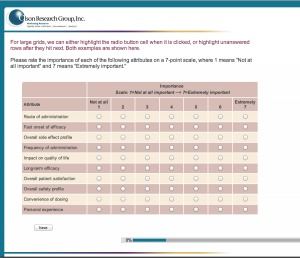 lson Research Group, Inc.
For large grids, we can either highlight the radio button cell when it is clicked, or highlight unanswered
rows after they hit next. Both examples are shown here.
Please rate the importance of each of the following attributes on a 7-point scale, where 1 means "Not at
all important" and 7 means "Extremely important."
Importance
Scale: 1=Not at all important --> 7=Extremely important
Attribute Not at all 1 2 3 4 5 6 Extremely 7
Route of administration
Fast onset of efficacy
Overall side effect profile
Frequency of administration
Impact on quality of life
Long-term efficacy
Overall patient satisfaction
Overall safety profile
Convenience of dosing
Personal experience
Next
0%